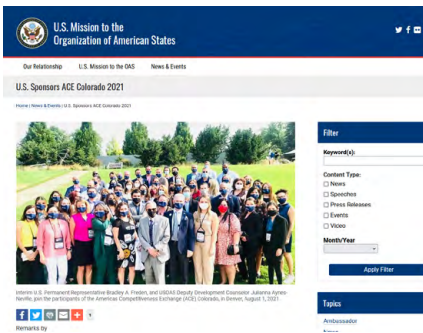 U.S. Mission to the
Organization of American States
Our Relationship U.S. Mission to the OAS News & Events
U.S. Sponsors ACE Colorado 2021
Home | News & Events | U.S. Sponsors ACE Colorado 2021
Filter
Keyword(s):
Content Type:
News
Speeches
Press Releases
Events
Video
Month/Year
Apply Filter
Interim U.S. Permanent Representative Bradley A. Freden, and USOAS Deputy Development Counselor Julianna Aynes-
Neville, join the participants of the Americas Competitiveness Exchange (ACE) Colorado, in Denver, August 1, 2021.
Remarks by
Topics
Ambassador
News